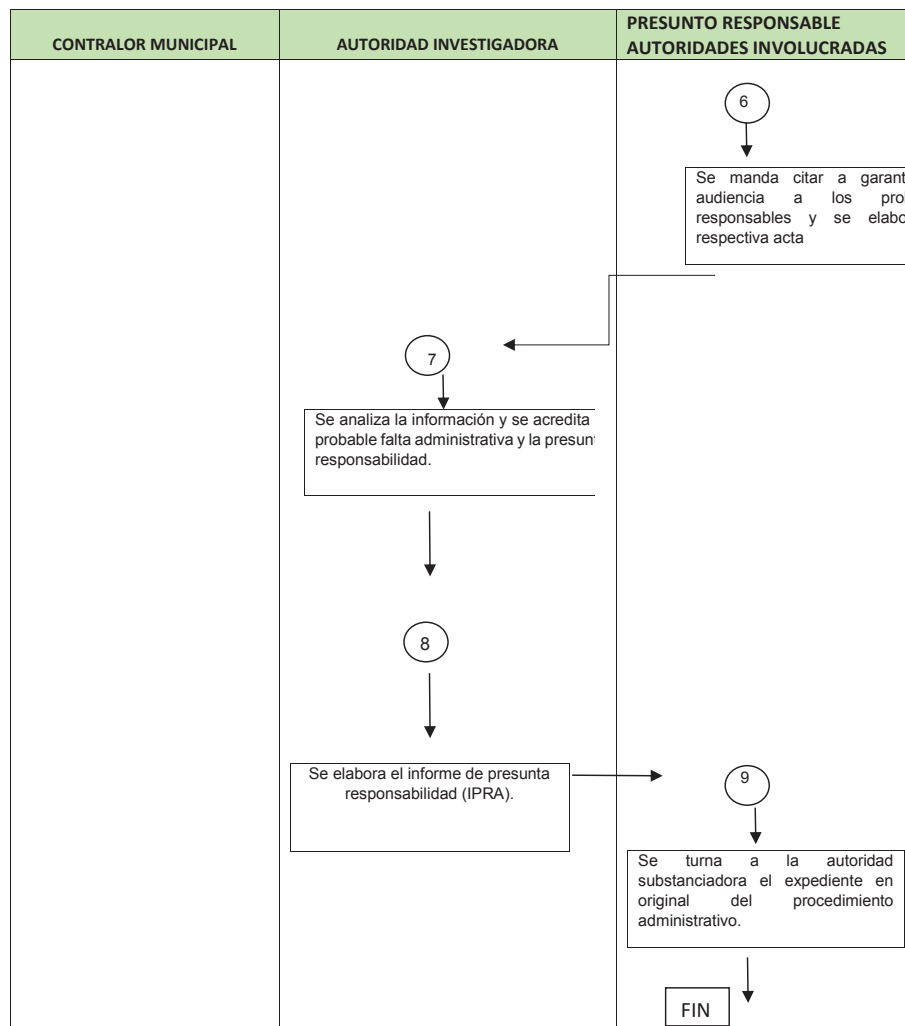 CONTRALOR MUNICIPAL
AUTORIDAD INVESTIGADORA
PRESUNTO RESPONSABLE
AUTORIDADES INVOLUCRADAS
6
Se manda citar a
audiencia a los
responsables y se
respectiva acta
7
Se analiza la información y se acredita
probable falta administrativa y la
responsabilidad.
8
Se elabora el informe de presunta
responsabilidad (IPRA).
9
Se turna a la autoridad
substanciadora el expediente en
original del procedimiento
administrativo.
FIN